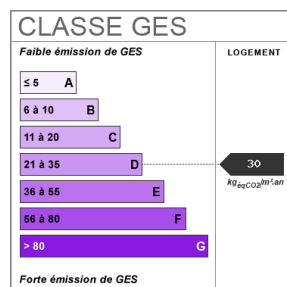 CLASSE GES
Faible émission de GES
LOGEMENT
≤ 5 A
6 à 10 B
11 à 20 C
21 à 35 D
30
kgéqCO2/m².an
36 à 55 E
56 à 80 F
> 80 G
Forte émission de GES